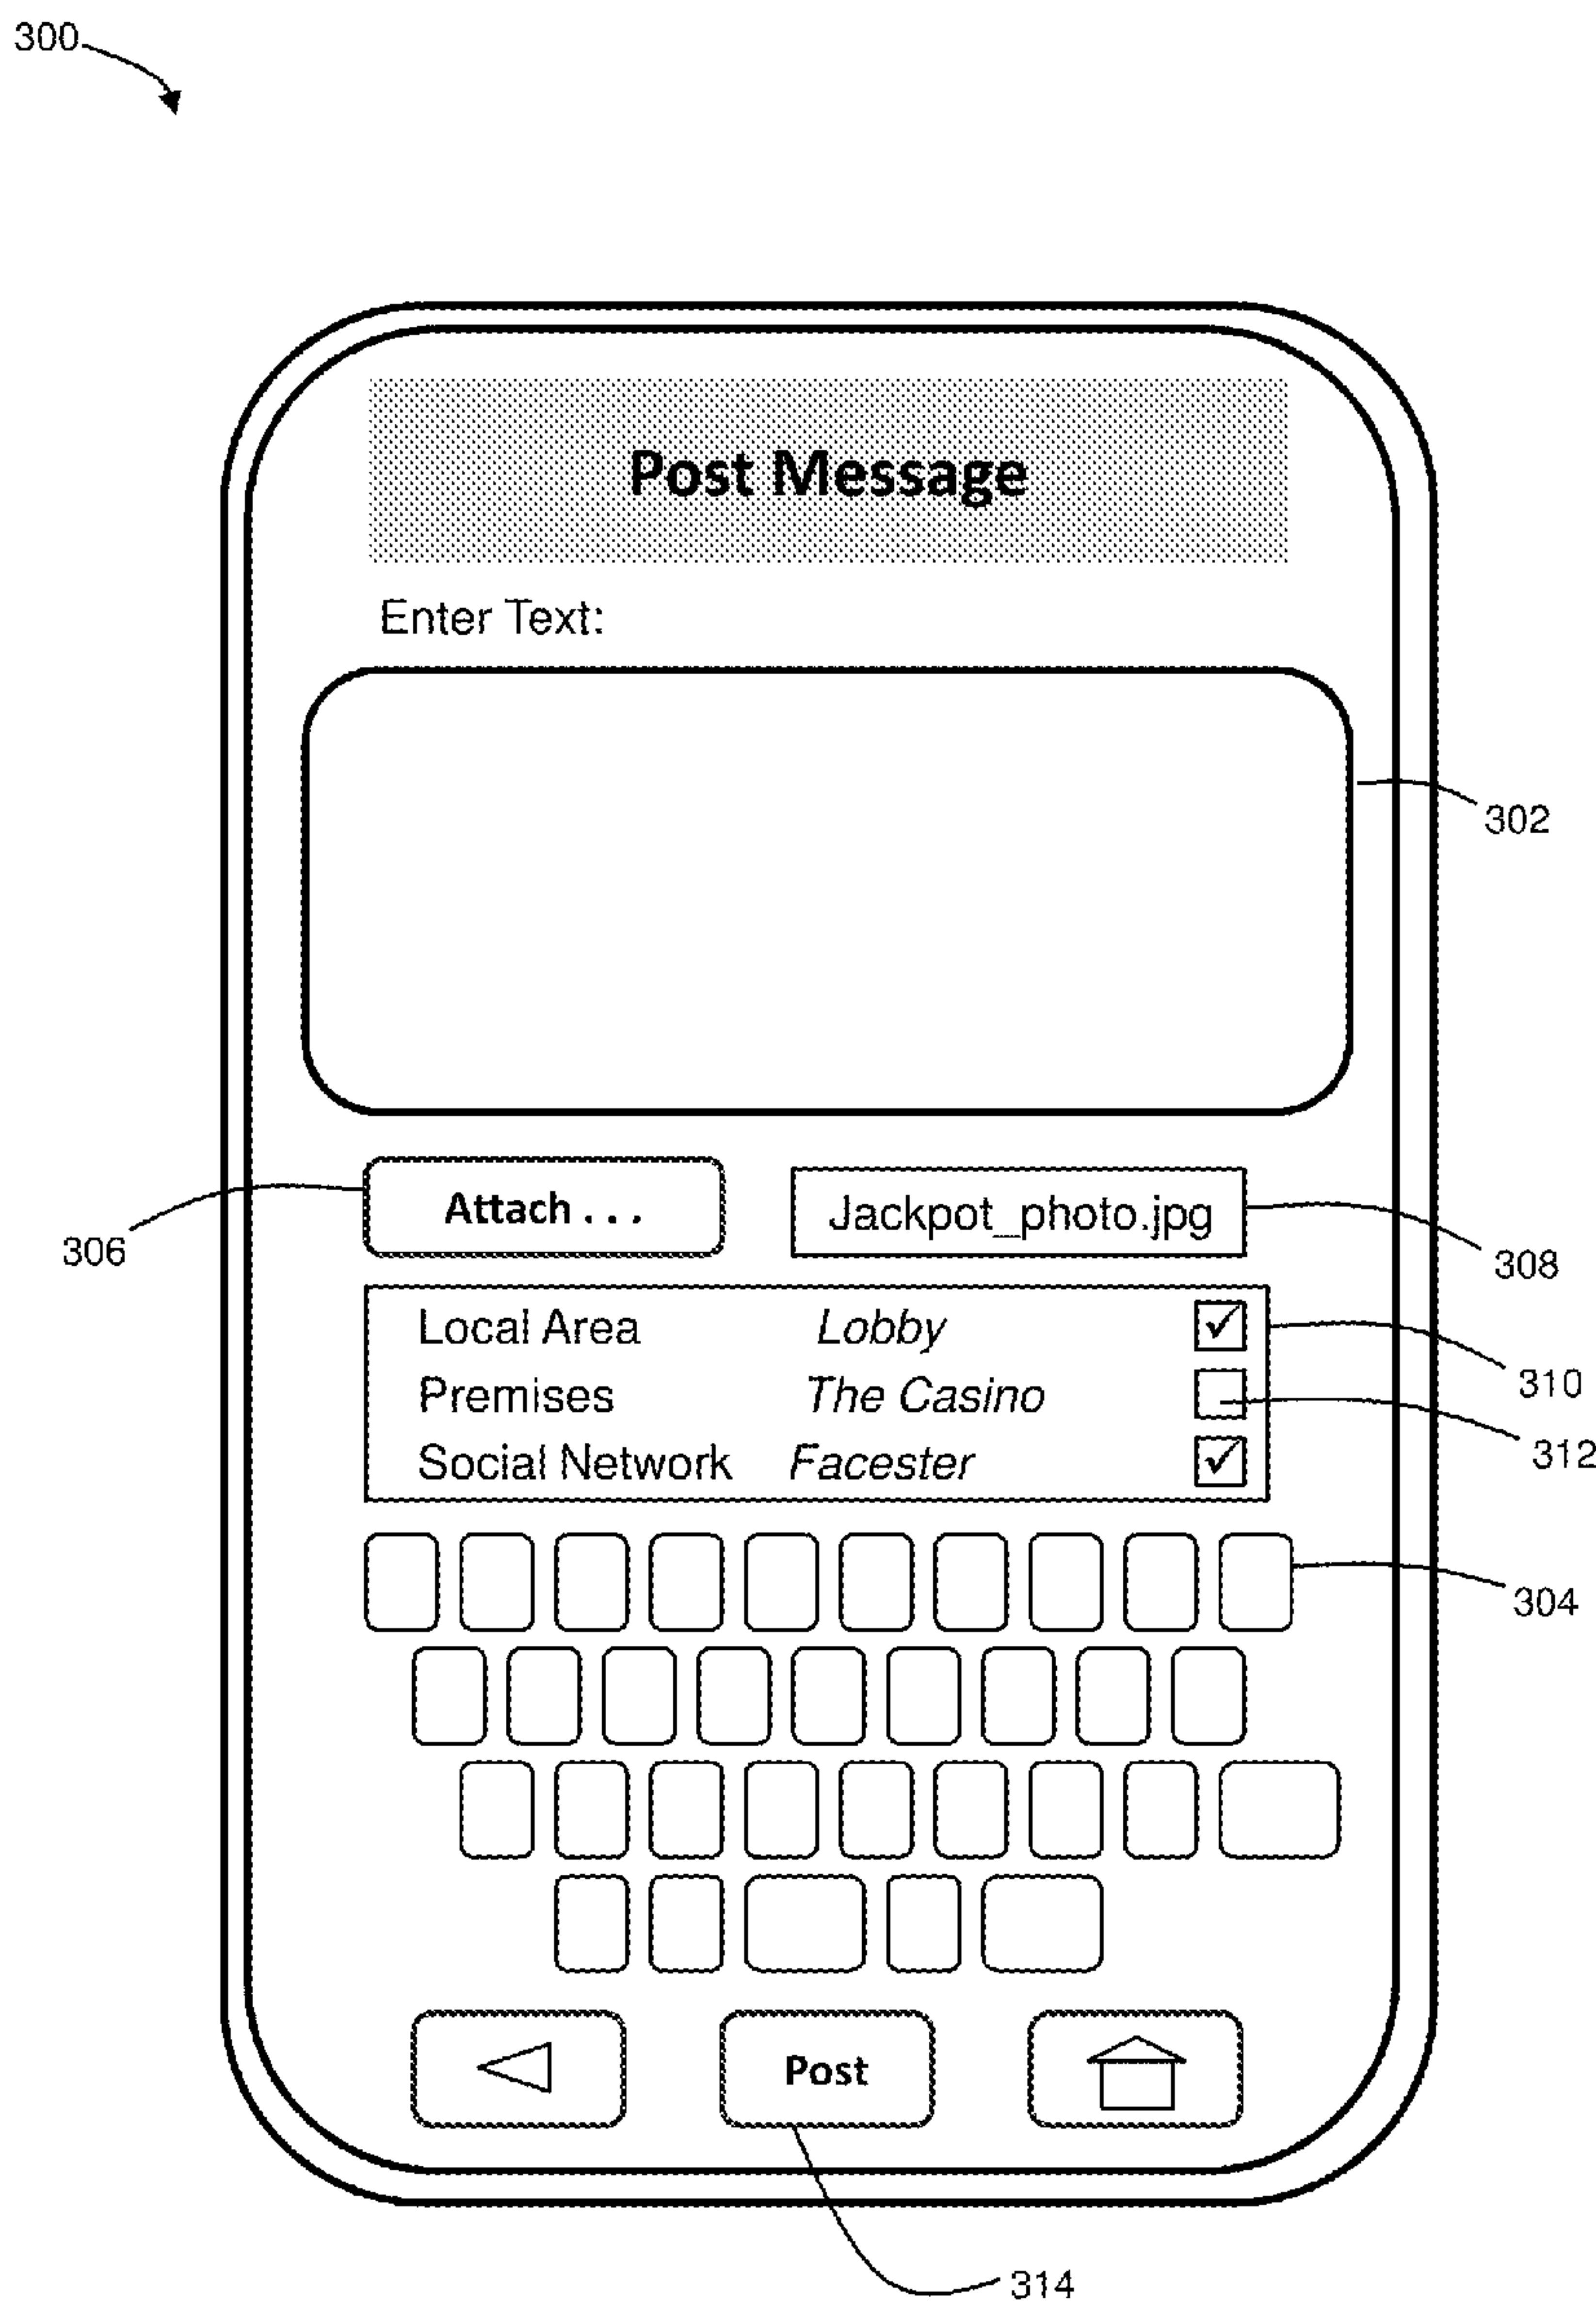 300
Post Message
Enter Text:
302
Attach . . .
Jackpot_photo.jpg
306
308
Local Area Lobby ✓
310
Premises The Casino
312
Social Network Facester ✓
304
Post
314